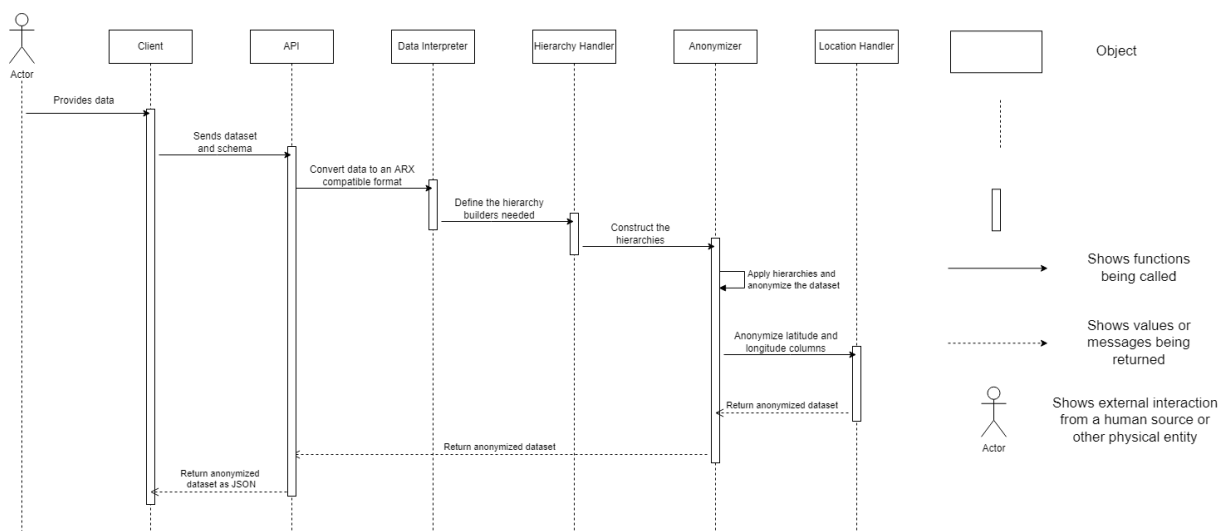 Client
API
Data Interpreter
Hierarchy Handler
Anonymizer
Location Handler
Object
Actor
Provides data
Sends dataset
and schema
Convert data to an ARX
compatible format
Define the hierarchy
builders needed
Construct the
hierarchies
Apply hierarchies and
anonymize the dataset
Anonymize latitude and
longitude columns
Return anonymized dataset
Return anonymized dataset
Return anonymized
dataset as JSON
Shows functions
being called
Shows values or
messages being
returned
Shows external interaction
from a human source or
other physical entity
Actor